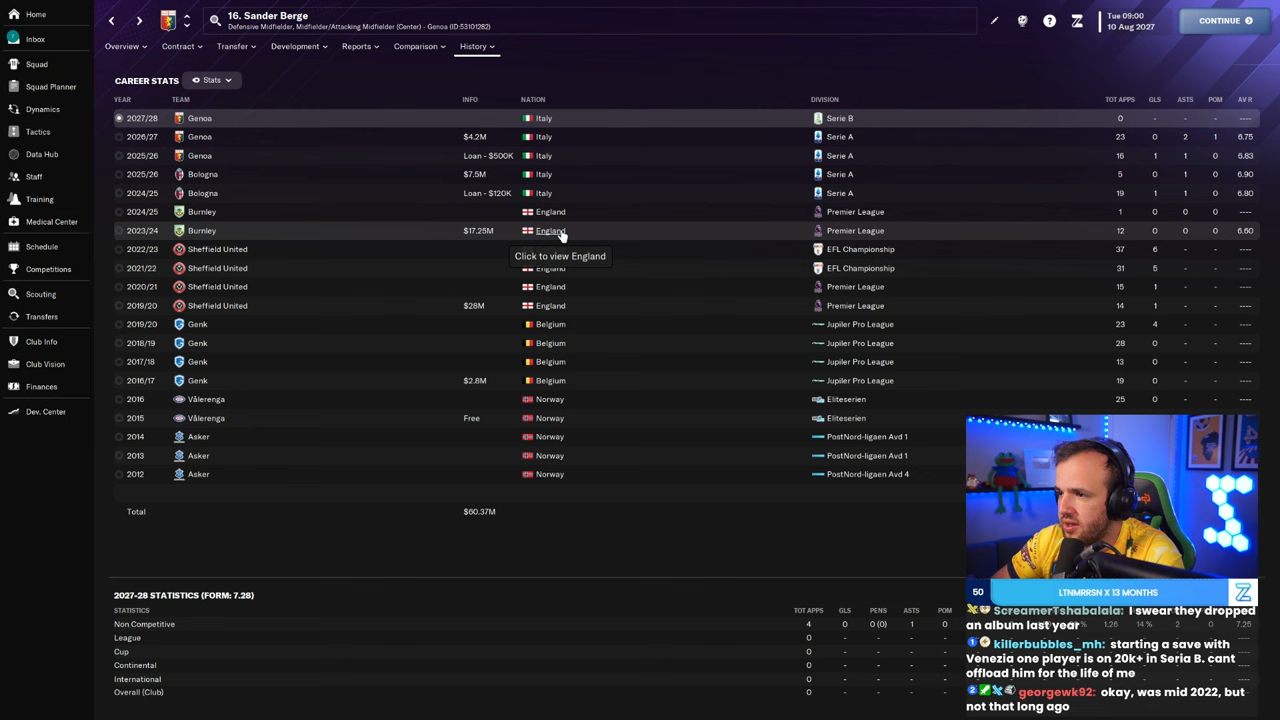 Home
Inbox
Squad
Squad Planner
Dynamics
Tactics
Data Hub
Staff
Training
Medical Center
Schedule
Competitions
Scouting
Transfers
Club Info
Club Vision
Finances
Dev. Center
16. Sander Berge
Defensive Midfielder, Midfielder/Attacking Midfielder (Center) - Genoa (ID:53101282)
Tue 09:00
10 Aug 2027
CONTINUE
Overview Contract Transfer Development Reports Comparison History
CAREER STATS Stats
YEAR TEAM INFO NATION DIVISION TOT APPS GLS ASTS POM AV R
2027/28 Genoa Italy Serie B 0 - - - ----
2026/27 Genoa $4.2M Italy Serie A 23 0 2 1 6.75
2025/26 Genoa Loan - $500K Italy Serie A 16 1 1 0 6.83
2025/26 Bologna $7.5M Italy Serie A 5 0 1 0 6.90
2024/25 Bologna Loan - $120K Italy Serie A 19 1 1 0 6.80
2024/25 Burnley England Premier League 1 0 0 0 ----
2023/24 Burnley $17.25M England Premier League 12 0 0 0 6.60
2022/23 Sheffield United EFL Championship 37 6 - - ----
Click to view England
2021/22 Sheffield United England EFL Championship 31 5 - - ----
2020/21 Sheffield United England Premier League 15 1 - - ----
2019/20 Sheffield United $28M England Premier League 14 1 - - ----
2019/20 Genk Belgium Jupiler Pro League 23 4 - - ----
2018/19 Genk Belgium Jupiler Pro League 28 0 - - ----
2017/18 Genk Belgium Jupiler Pro League 13 0 - - ----
2016/17 Genk $2.8M Belgium Jupiler Pro League 19 0 - - ----
2016 Vålerenga Norway Eliteserien 25 0 - - ----
2015 Vålerenga Free Norway Eliteserien
2014 Asker Norway PostNord-ligaen Avd 1
2013 Asker Norway PostNord-ligaen Avd 1
2012 Asker Norway PostNord-ligaen Avd 4
Total $60.37M
2027-28 STATISTICS (FORM: 7.28)
STATISTICS TOT APPS GLS PENS ASTS POM
Non Competitive 4 0 0 (0) 1 0
League 0 - - - -
Cup 0 - - - -
Continental 0 - - - -
International 0 - - - -
Overall (Club) 0 - - - -
50 LTNMRRSN X 13 MONTHS
ScreamerTshabalala: I swear they dropped
an album last year
1.26 14 % 2 0 7.25
killerbubbles_mh: starting a save with
Venezia one player is on 20k+ in Seria B. cant
offload him for the life of me
georgewk92: okay, was mid 2022, but
not that long ago